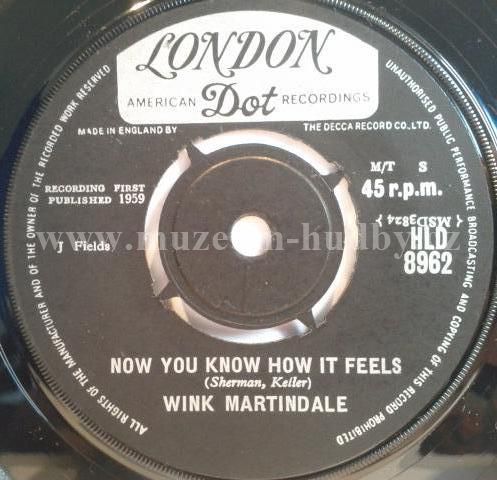 LONDON
AMERICAN Dot RECORDINGS
MADE IN ENGLAND BY THE DECCA RECORD CO., LTD.
M/T S
45 r.p.m.
RECORDING FIRST
PUBLISHED 1959
(MSD3824)
HLD
8962
J Fields
www.muzeum-hudby.cz
NOW YOU KNOW HOW IT FEELS
(Sherman, Keller)
WINK MARTINDALE
ALL RIGHTS OF THE MANUFACTURER AND OF THE OWNER OF THE RECORDED WORK RESERVED
UNAUTHORISED PUBLIC PERFORMANCE BROADCASTING AND COPYING OF THIS RECORD PROHIBITED